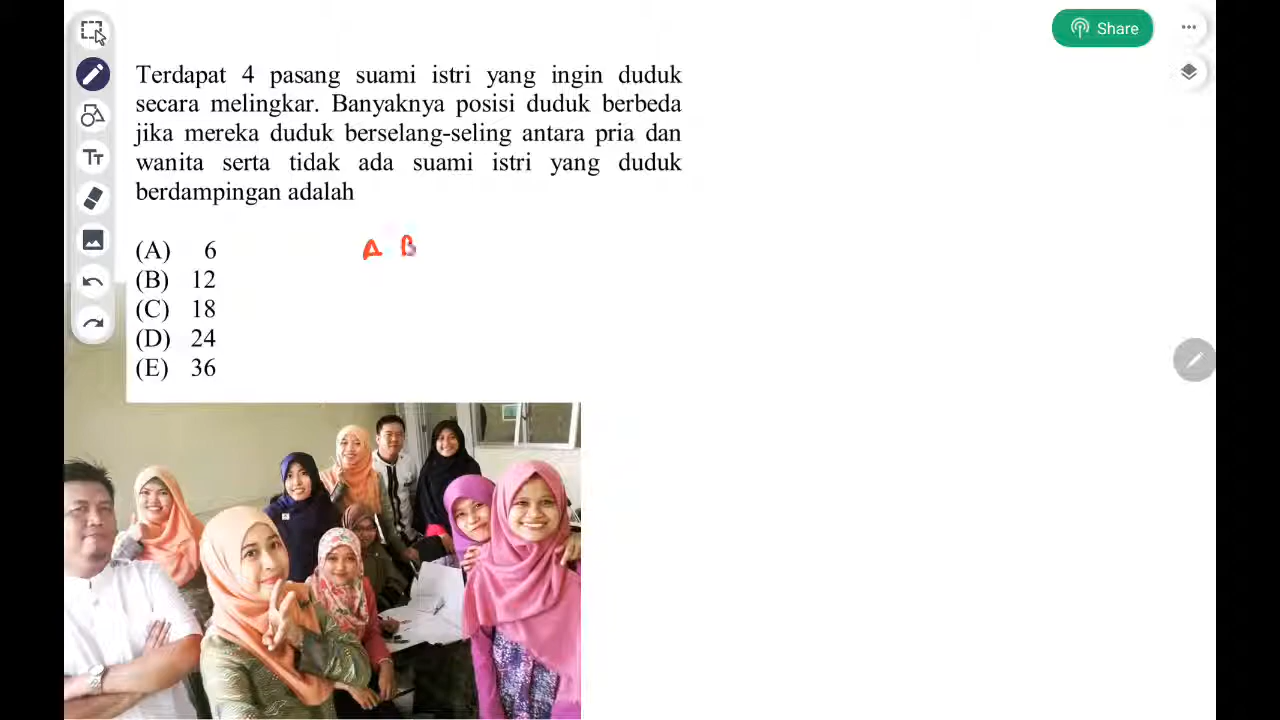 Share
Terdapat 4 pasang suami istri yang ingin duduk
secara melingkar. Banyaknya posisi duduk berbeda
jika mereka duduk berselang-seling antara pria dan
wanita serta tidak ada suami istri yang duduk
berdampingan adalah
(A) 6
(B) 12
(C) 18
(D) 24
(E) 36
A B
TT